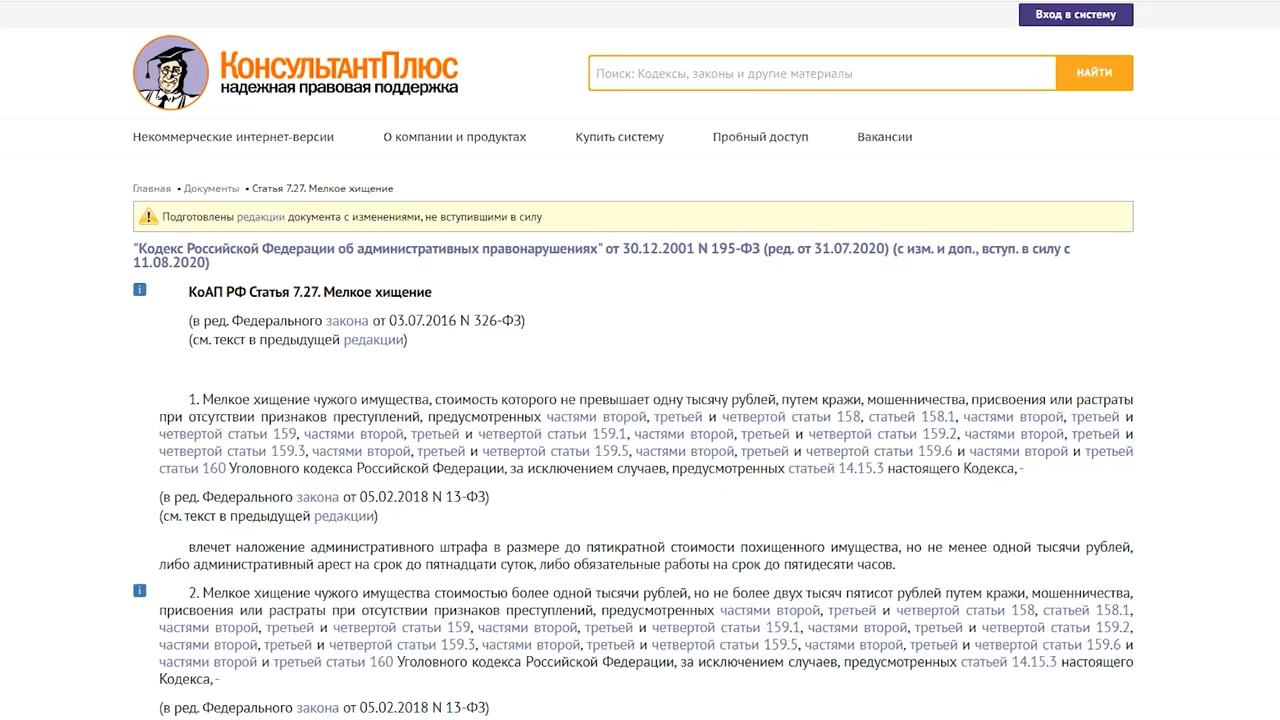 Вход в систему
КонсультантПлюс
надежная правовая поддержка
Поиск: Кодексы, законы и другие материалы
НАЙТИ
Некоммерческие интернет-версии О компании и продуктах Купить систему Пробный доступ Вакансии
Главная • Документы • Статья 7.27. Мелкое хищение
Подготовлены редакции документа с изменениями, не вступившими в силу
"Кодекс Российской Федерации об административных правонарушениях" от 30.12.2001 N 195-ФЗ (ред. от 31.07.2020) (с изм. и доп., вступ. в силу с
11.08.2020)
i
КоАП РФ Статья 7.27. Мелкое хищение
(в ред. Федерального закона от 03.07.2016 N 326-ФЗ)
(см. текст в предыдущей редакции)
1. Мелкое хищение чужого имущества, стоимость которого не превышает одну тысячу рублей, путем кражи, мошенничества, присвоения или растраты
при отсутствии признаков преступлений, предусмотренных частями второй, третьей и четвертой статьи 158, статьей 158.1, частями второй, третьей и
четвертой статьи 159, частями второй, третьей и четвертой статьи 159.1, частями второй, третьей и четвертой статьи 159.2, частями второй, третьей и
четвертой статьи 159.3, частями второй, третьей и четвертой статьи 159.5, частями второй, третьей и четвертой статьи 159.6 и частями второй и третьей
статьи 160 Уголовного кодекса Российской Федерации, за исключением случаев, предусмотренных статьей 14.15.3 настоящего Кодекса, -
(в ред. Федерального закона от 05.02.2018 N 13-ФЗ)
(см. текст в предыдущей редакции)
влечет наложение административного штрафа в размере до пятикратной стоимости похищенного имущества, но не менее одной тысячи рублей,
либо административный арест на срок до пятнадцати суток, либо обязательные работы на срок до пятидесяти часов.
i
2. Мелкое хищение чужого имущества стоимостью более одной тысячи рублей, но не более двух тысяч пятисот рублей путем кражи, мошенничества,
присвоения или растраты при отсутствии признаков преступлений, предусмотренных частями второй, третьей и четвертой статьи 158, статьей 158.1,
частями второй, третьей и четвертой статьи 159, частями второй, третьей и четвертой статьи 159.1, частями второй, третьей и четвертой статьи 159.2,
частями второй, третьей и четвертой статьи 159.3, частями второй, третьей и четвертой статьи 159.5, частями второй, третьей и четвертой статьи 159.6 и
частями второй и третьей статьи 160 Уголовного кодекса Российской Федерации, за исключением случаев, предусмотренных статьей 14.15.3 настоящего
Кодекса, -
(в ред. Федерального закона от 05.02.2018 N 13-ФЗ)